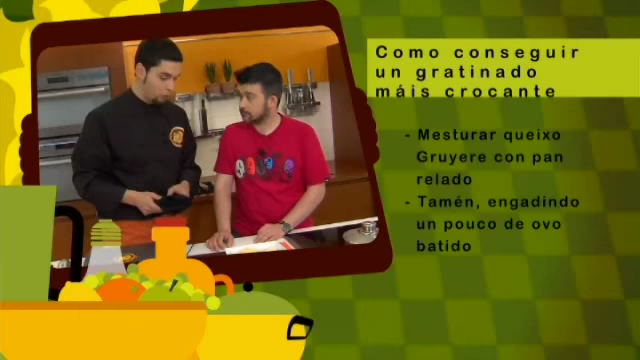 Como conseguir
un gratinado
máis crocante
- Mesturar queixo
Gruyere con pan
relado
- Tamén, engadindo
un pouco de ovo
batido